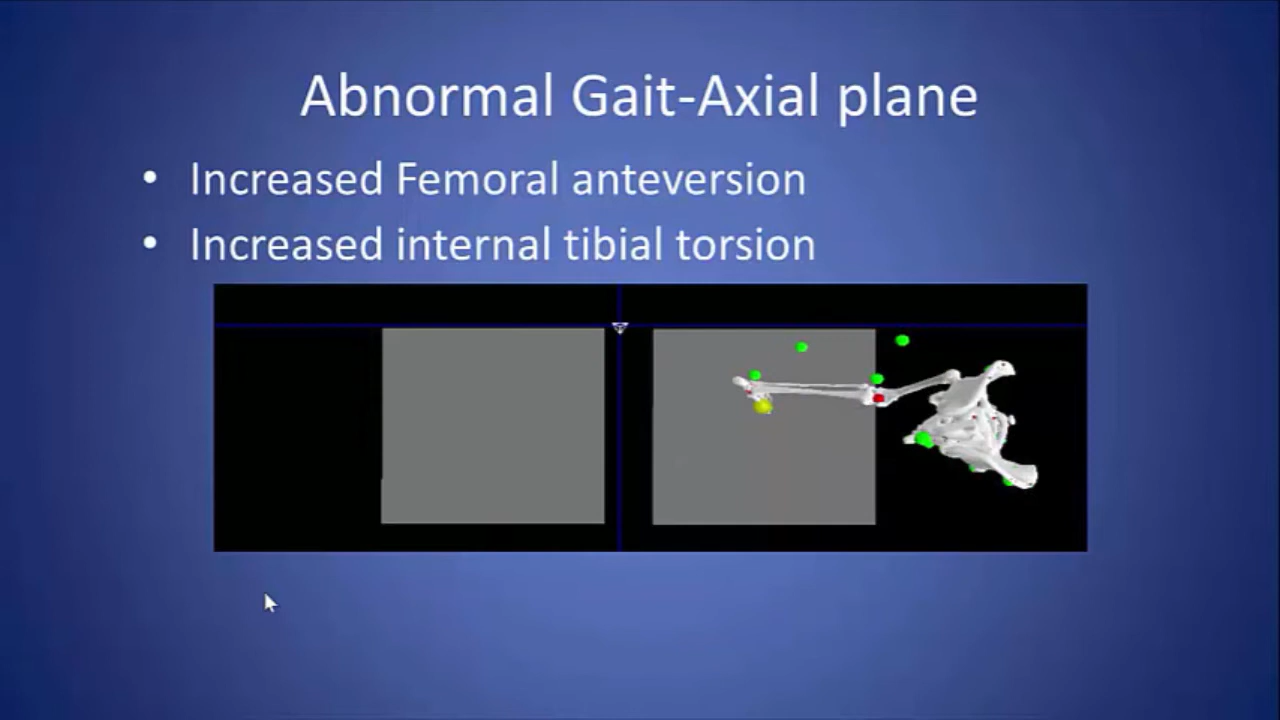 Abnormal Gait-Axial plane
• Increased Femoral anteversion
• Increased internal tibial torsion